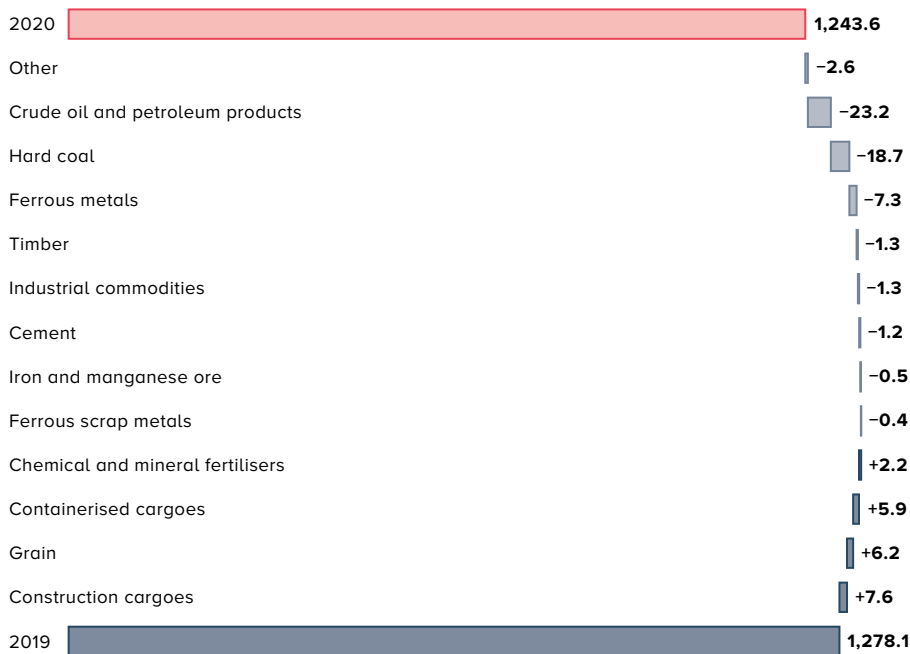 2020 1,243.6
Other −2.6
Crude oil and petroleum products −23.2
Hard coal −18.7
Ferrous metals −7.3
Timber −1.3
Industrial commodities −1.3
Cement −1.2
Iron and manganese ore −0.5
Ferrous scrap metals −0.4
Chemical and mineral fertilisers +2.2
Containerised cargoes +5.9
Grain +6.2
Construction cargoes +7.6
2019 1,278.1